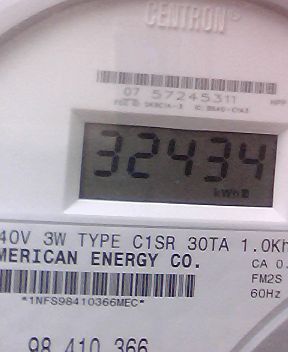 CENTRON®
07 57245311
32434
kWh
40V 3W TYPE C1SR 30TA 1.0Kh
MERICAN ENERGY CO.
CA 0.
FM2S
60Hz
*1NFS98410366MEC*
98 410 366